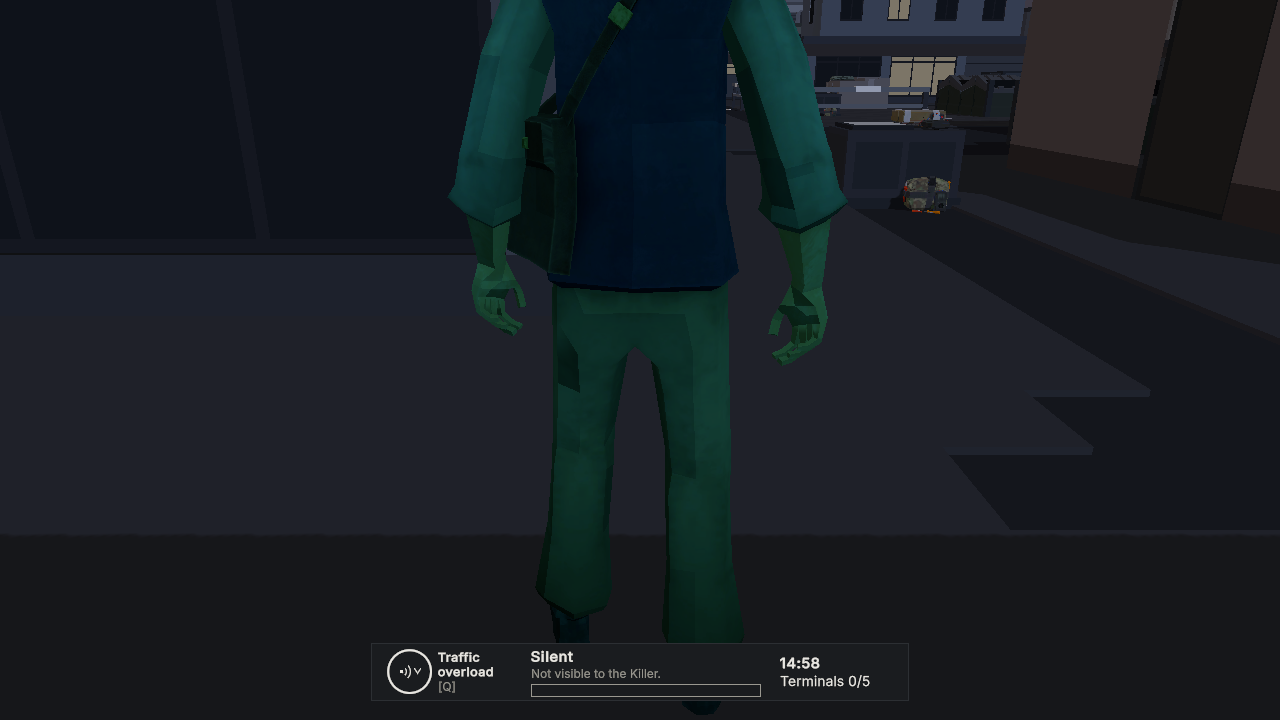 Traffic
overload
[Q]
Silent
Not visible to the Killer.
14:58
Terminals 0/5